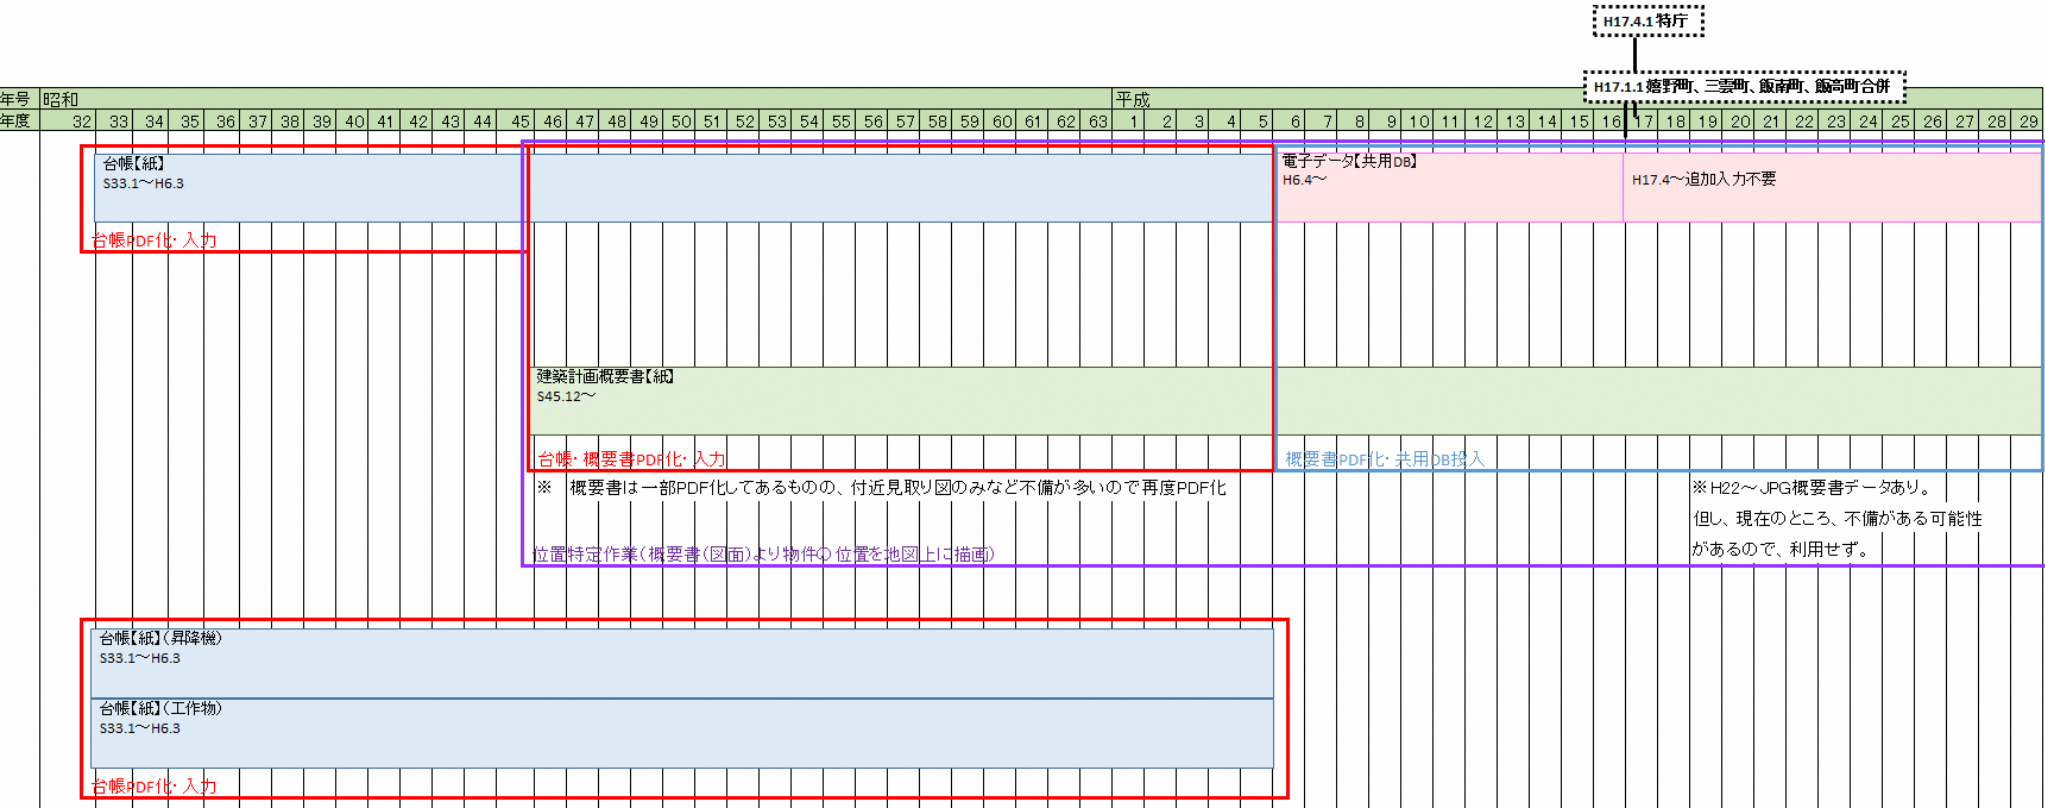 H17.4.1 特庁
H17.1.1 嬉野町、三雲町、飯南町、飯高町合併
年号 昭和 平成
年度 32 33 34 35 36 37 38 39 40 41 42 43 44 45 46 47 48 49 50 51 52 53 54 55 56 57 58 59 60 61 62 63 1 2 3 4 5 6 7 8 9 10 11 12 13 14 15 16 17 18 19 20 21 22 23 24 25 26 27 28 29
台帳【紙】
S33.1～H6.3
電子データ【共用DB】
H6.4～
H17.4～追加入力不要
台帳PDF化・入力
建築計画概要書【紙】
S45.12～
台帳・概要書PDF化・入力
概要書PDF化・共用DB投入
※ 概要書は一部PDF化してあるものの、付近見取り図のみなど不備が多いので再度PDF化
※H22～JPG概要書データあり。
但し、現在のところ、不備がある可能性
があるので、利用せず。
位置特定作業（概要書（図面）より物件の位置を地図上に描画）
台帳【紙】（昇降機）
S33.1～H6.3
台帳【紙】（工作物）
S33.1～H6.3
台帳PDF化・入力